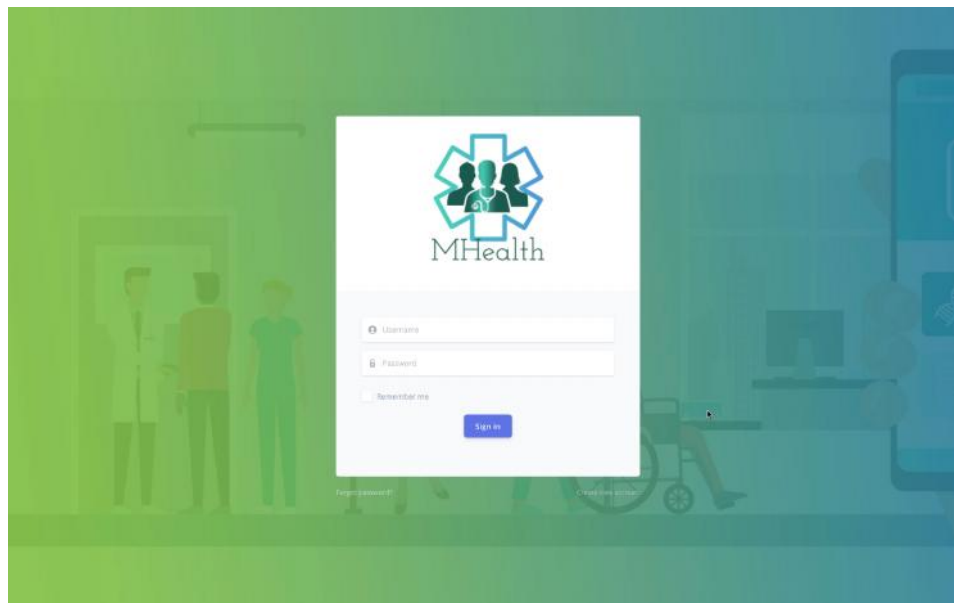 MHealth
Username
Password
Remember me
Sign in
Forgot password?
Create new account